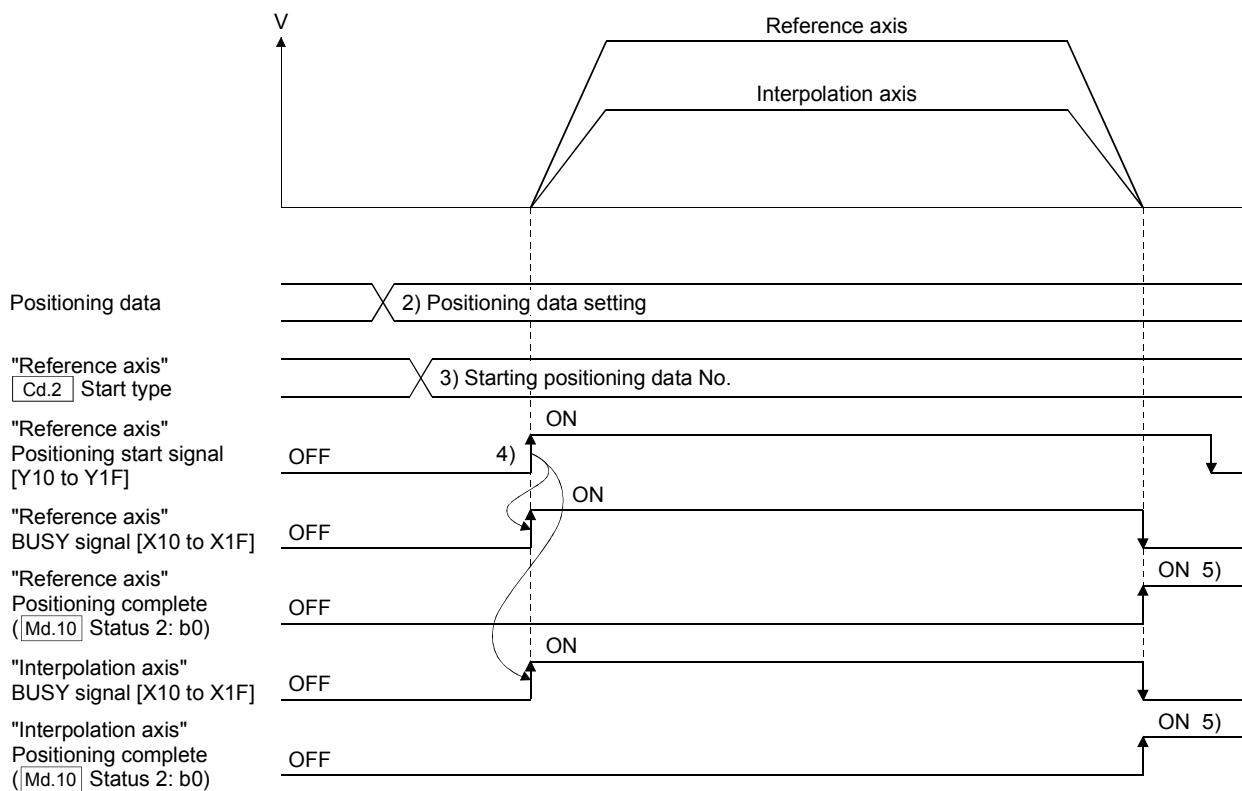 V
Reference axis
Interpolation axis
Positioning data
2) Positioning data setting
"Reference axis"
Cd.2 Start type
3) Starting positioning data No.
"Reference axis"
Positioning start signal
[Y10 to Y1F]
OFF
4)
ON
"Reference axis"
BUSY signal [X10 to X1F]
OFF
ON
"Reference axis"
Positioning complete
(Md.10 Status 2: b0)
OFF
ON 5)
"Interpolation axis"
BUSY signal [X10 to X1F]
OFF
ON
"Interpolation axis"
Positioning complete
(Md.10 Status 2: b0)
OFF
ON 5)